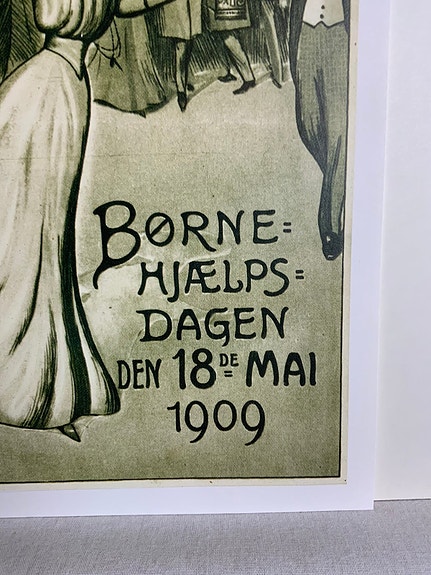 BØRNE=
HJÆLPS=
DAGEN
DEN 18DE MAI
1909